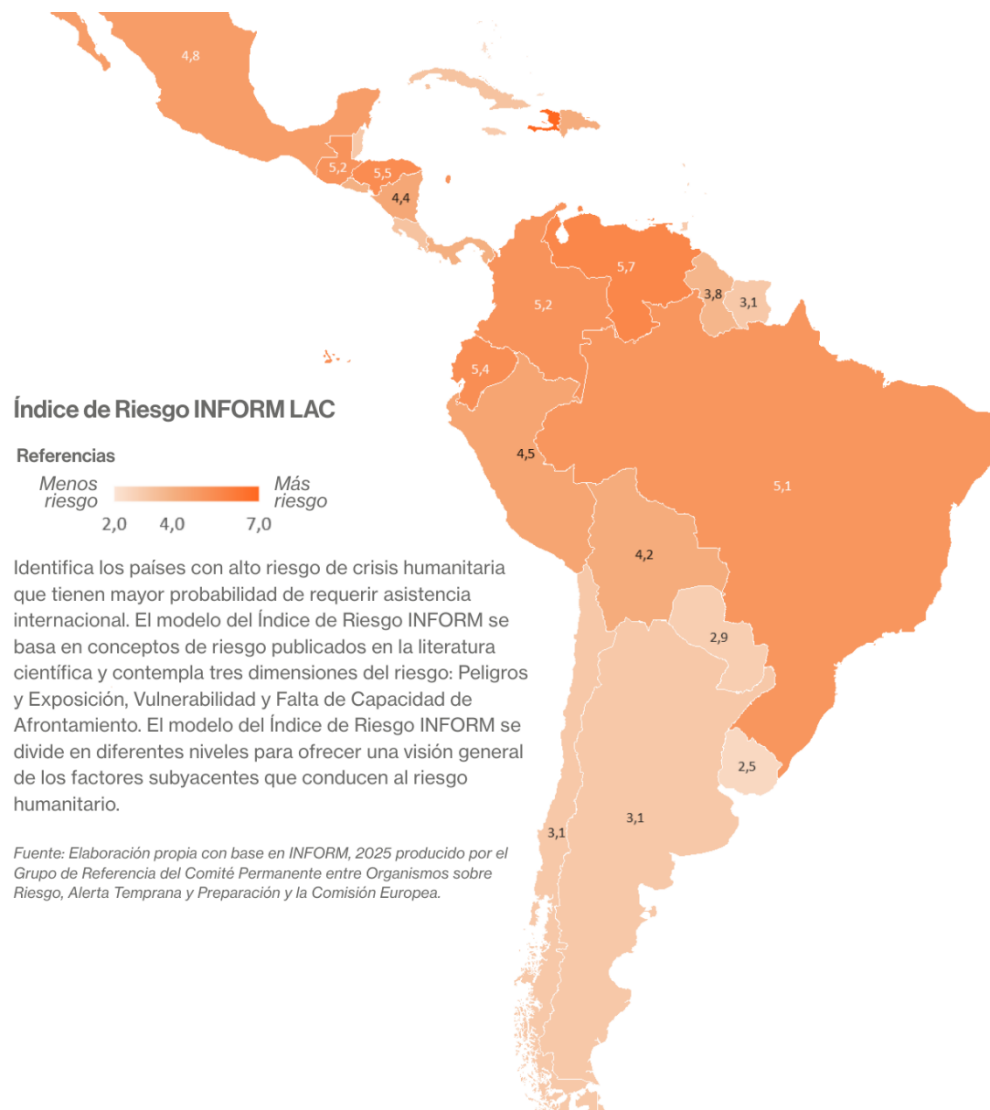 4,8
5,2
5,5
4,4
5,7
3,8
3,1
5,2
5,4
Índice de Riesgo INFORM LAC
Referencias
Menos riesgo
Más riesgo
2,0 4,0 7,0
4,5
5,1
4,2
2,9
2,5
3,1
3,1
Identifica los países con alto riesgo de crisis humanitaria
que tienen mayor probabilidad de requerir asistencia
internacional. El modelo del Índice de Riesgo INFORM se
basa en conceptos de riesgo publicados en la literatura
científica y contempla tres dimensiones del riesgo: Peligros
y Exposición, Vulnerabilidad y Falta de Capacidad de
Afrontamiento. El modelo del Índice de Riesgo INFORM se
divide en diferentes niveles para ofrecer una visión general
de los factores subyacentes que conducen al riesgo
humanitario.
Fuente: Elaboración propia con base en INFORM, 2025 producido por el
Grupo de Referencia del Comité Permanente entre Organismos sobre
Riesgo, Alerta Temprana y Preparación y la Comisión Europea.